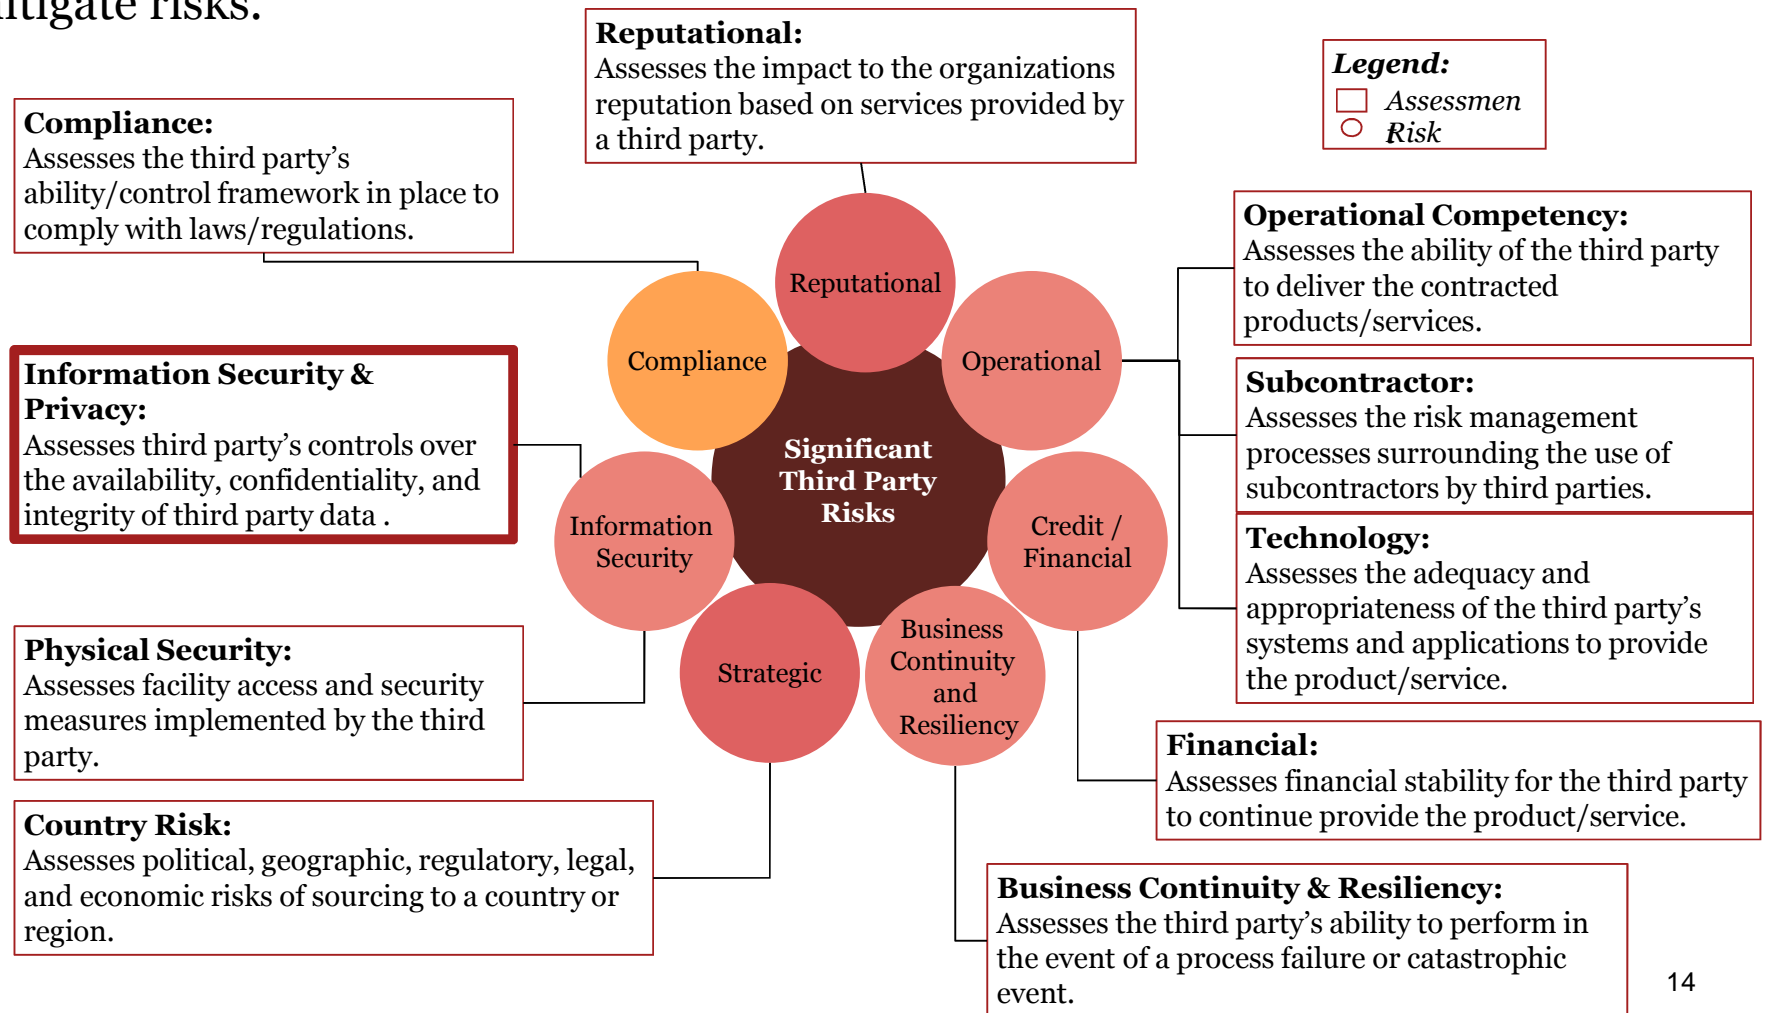 mitigate risks.
Reputational:
Assesses the impact to the organizations
reputation based on services provided by
a third party.
Legend:
Assessmen
t
Risk
Compliance:
Assesses the third party’s
ability/control framework in place to
comply with laws/regulations.
Operational Competency:
Assesses the ability of the third party
to deliver the contracted
products/services.
Information Security &
Privacy:
Assesses third party’s controls over
the availability, confidentiality, and
integrity of third party data .
Subcontractor:
Assesses the risk management
processes surrounding the use of
subcontractors by third parties.
Technology:
Assesses the adequacy and
appropriateness of the third party’s
systems and applications to provide
the product/service.
Physical Security:
Assesses facility access and security
measures implemented by the third
party.
Financial:
Assesses financial stability for the third party
to continue provide the product/service.
Country Risk:
Assesses political, geographic, regulatory, legal,
and economic risks of sourcing to a country or
region.
Business Continuity & Resiliency:
Assesses the third party’s ability to perform in
the event of a process failure or catastrophic
event.
Reputational
Compliance
Operational
Significant
Third Party
Risks
Information
Security
Credit /
Financial
Strategic
Business
Continuity
and
Resiliency
14